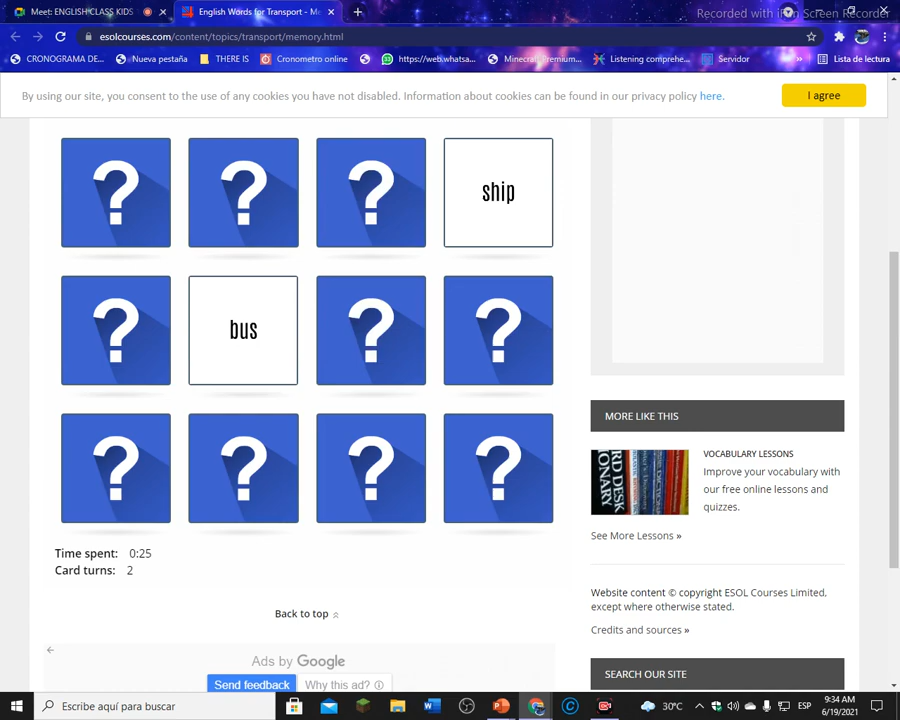 Meet: ENGLISH CLASS KIDS
English Words for Transport - Me
Recorded with iFun Screen Recorder
esolcourses.com/content/topics/transport/memory.html
CRONOGRAMA DE...
Nueva pestaña
THERE IS
Cronometro online
https://web.whatsa...
Minecraft Premium...
Listening comprehe...
Servidor
»
Lista de lectura
By using our site, you consent to the use of any cookies you have not disabled. Information about cookies can be found in our privacy policy here.
I agree
? ? ? ship
? bus ? ?
? ? ? ?
Time spent: 0:25
Card turns: 2
Back to top
Ads by Google
Send feedback
Why this ad?
MORE LIKE THIS
VOCABULARY LESSONS
Improve your vocabulary with
our free online lessons and
quizzes.
See More Lessons »
Website content © copyright ESOL Courses Limited,
except where otherwise stated.
Credits and sources »
SEARCH OUR SITE
Escribe aquí para buscar
30°C
ESP
9:34 AM
6/19/2021